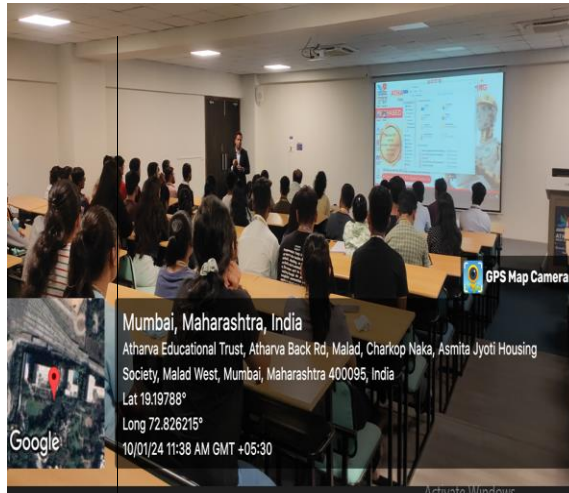 GPS Map Camera
Mumbai, Maharashtra, India
Atharva Educational Trust, Atharva Back Rd, Malad, Charkop Naka, Asmita Jyoti Housing
Society, Malad West, Mumbai, Maharashtra 400095, India
Lat 19.19788°
Long 72.826215°
10/01/24 11:38 AM GMT +05:30
Google
Activate Windows